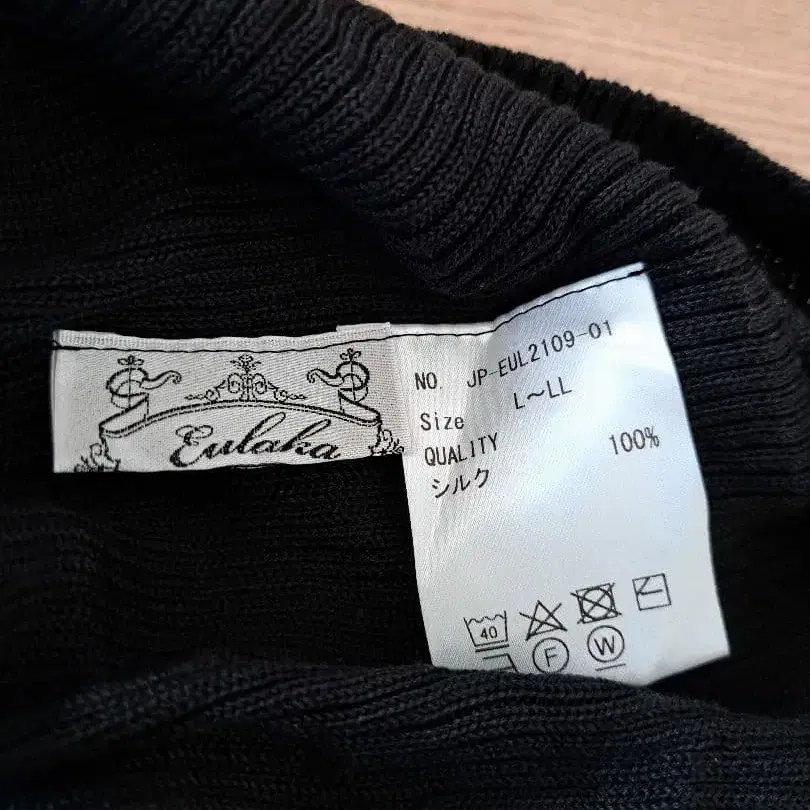 Eulaka
NO. JP-EUL2109-01
Size L～LL
QUALITY
シルク 100%
40
F W